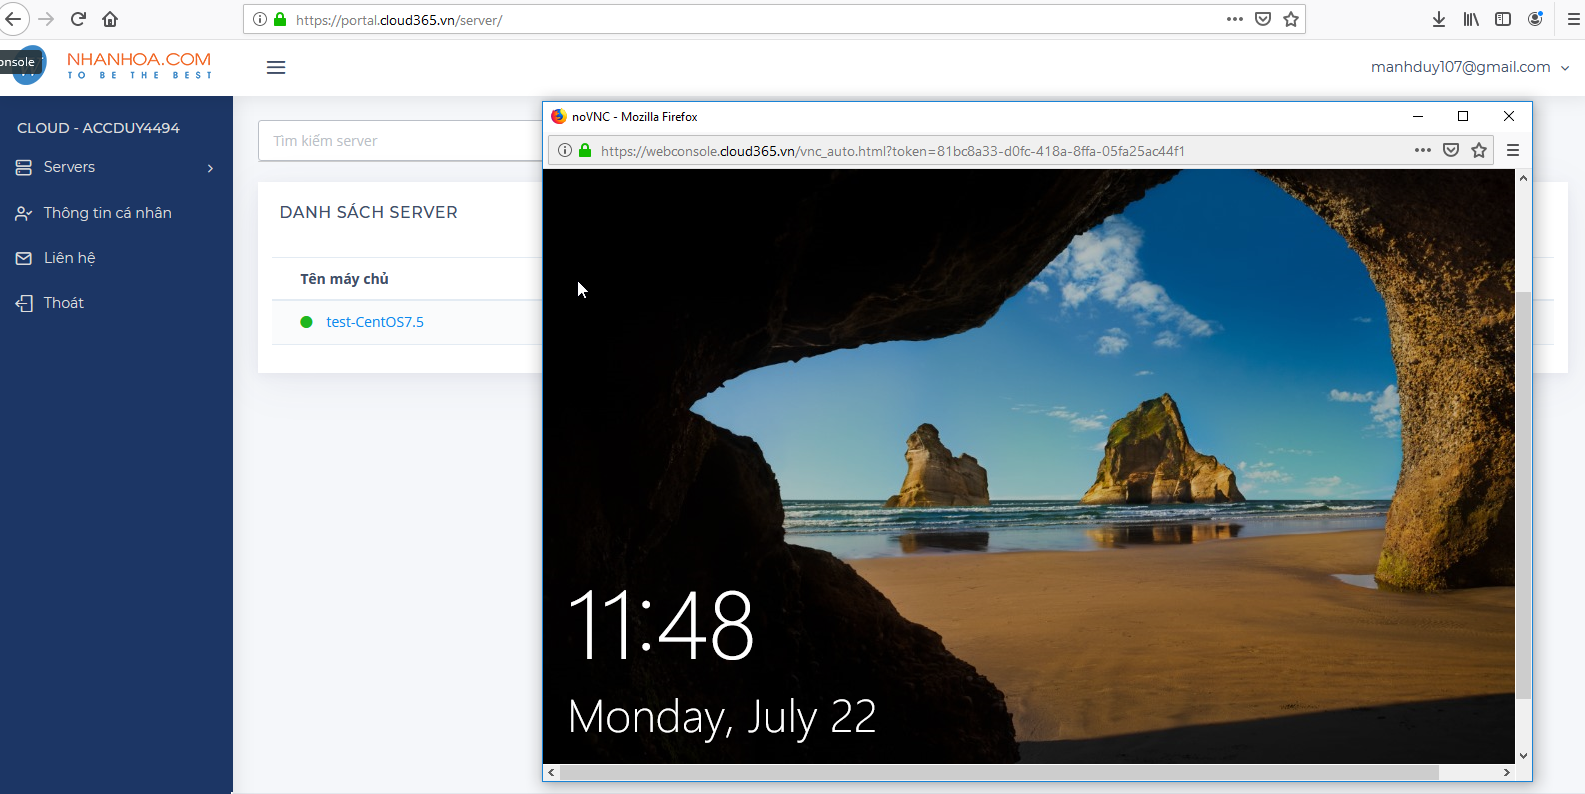 https://portal.cloud365.vn/server/
onsole
NHANHOA.COM
TO BE THE BEST
manhduy107@gmail.com
CLOUD - ACCDUY4494
Servers
Thông tin cá nhân
Liên hệ
Thoát
Tìm kiếm server
DANH SÁCH SERVER
Tên máy chủ
test-CentOS7.5
noVNC - Mozilla Firefox
https://webconsole.cloud365.vn/vnc_auto.html?token=81bc8a33-d0fc-418a-8ffa-05fa25ac44f1
11:48
Monday, July 22